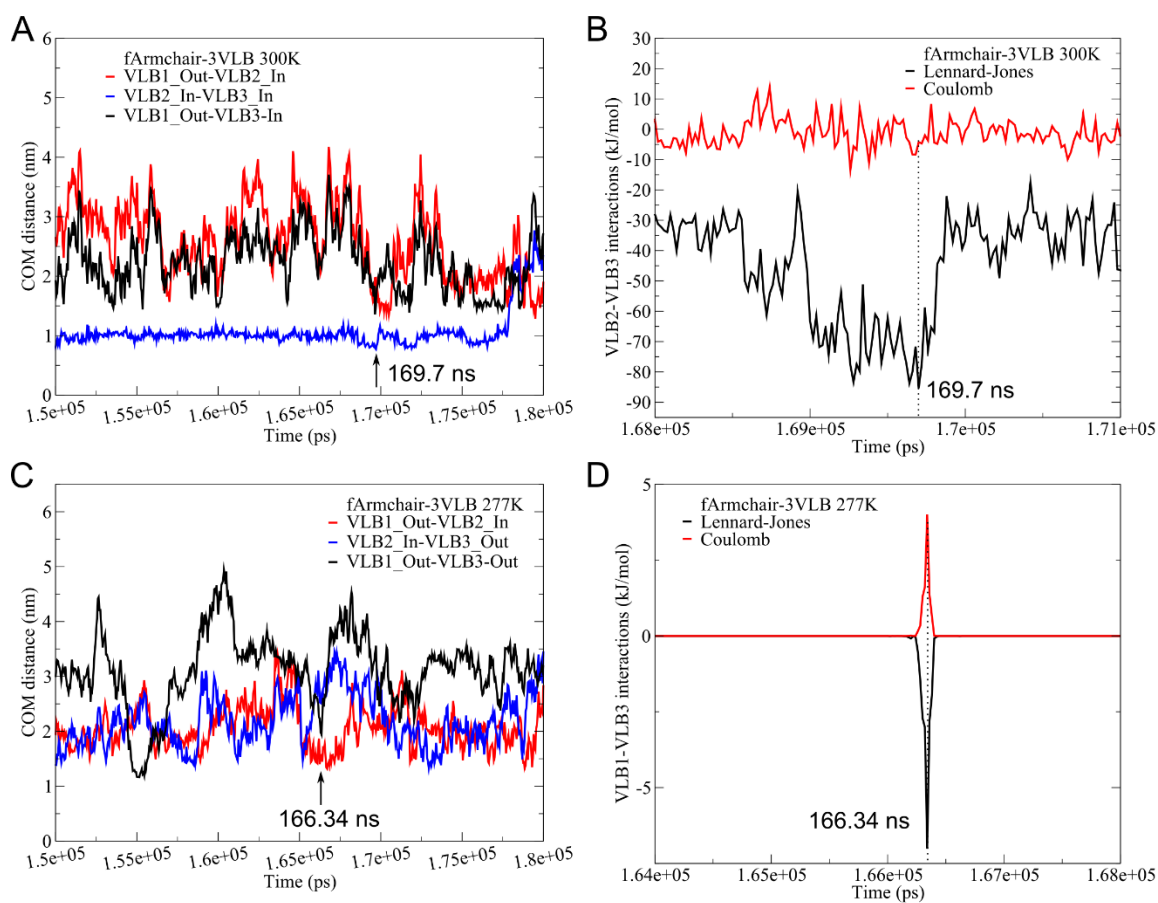 A
fArmchair-3VLB 300K
VLB1_Out-VLB2_In
VLB2_In-VLB3_In
VLB1_Out-VLB3-In
6
5
4
3
2
1
0
COM distance (nm)
169.7 ns
1.5e+05
1.55e+05
1.6e+05
1.65e+05
1.7e+05
1.75e+05
1.8e+05
Time (ps)
B
fArmchair-3VLB 300K
Lennard-Jones
Coulomb
30
20
10
0
-10
-20
-30
-40
-50
-60
-70
-80
-90
VLB2-VLB3 interactions (kJ/mol)
169.7 ns
1.68e+05
1.69e+05
1.7e+05
1.71e+05
Time (ps)
C
fArmchair-3VLB 277K
VLB1_Out-VLB2_In
VLB2_In-VLB3_Out
VLB1_Out-VLB3-Out
6
5
4
3
2
1
0
COM distance (nm)
166.34 ns
1.5e+05
1.55e+05
1.6e+05
1.65e+05
1.7e+05
1.75e+05
1.8e+05
Time (ps)
D
fArmchair-3VLB 277K
Lennard-Jones
Coulomb
5
0
-5
VLB1-VLB3 interactions (kJ/mol)
166.34 ns
1.64e+05
1.65e+05
1.66e+05
1.67e+05
1.68e+05
Time (ps)